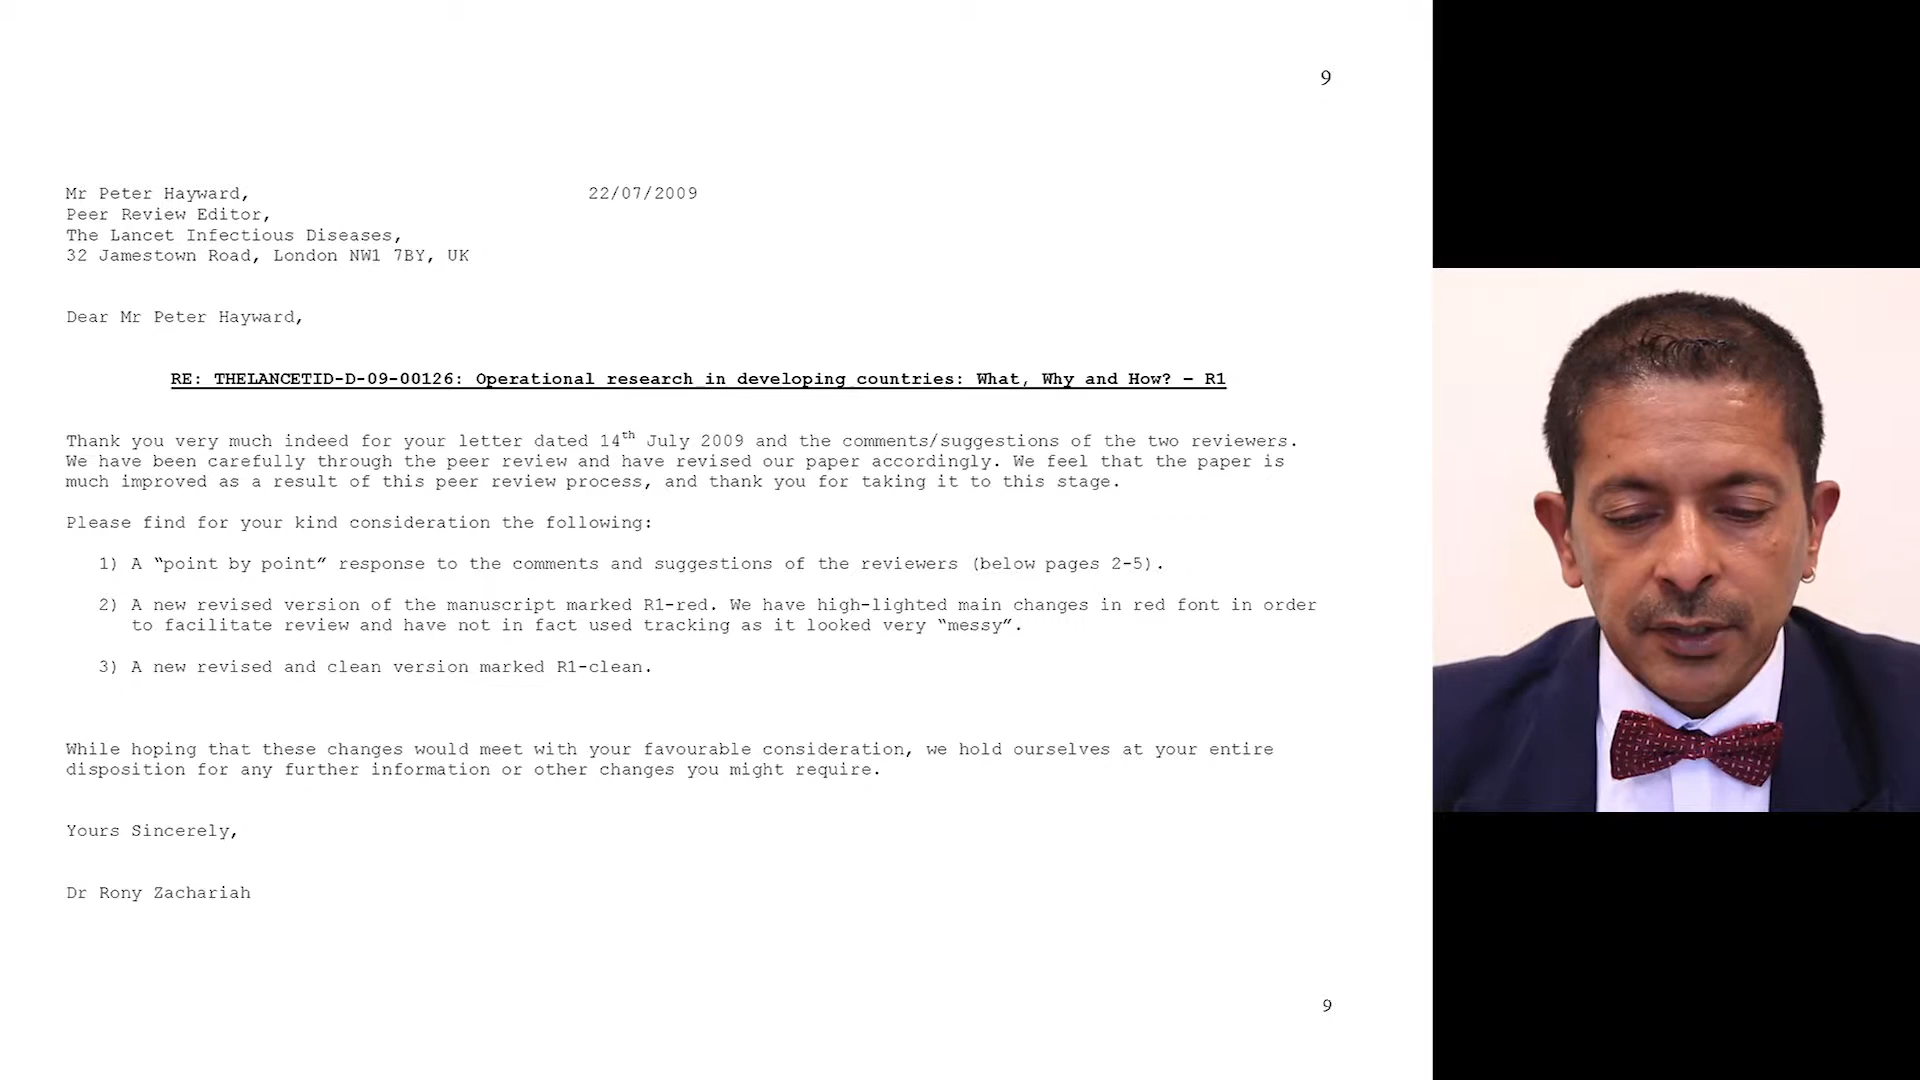 9
Mr Peter Hayward, 22/07/2009
Peer Review Editor,
The Lancet Infectious Diseases,
32 Jamestown Road, London NW1 7BY, UK
Dear Mr Peter Hayward,
RE: THELANCETID-D-09-00126: Operational research in developing countries: What, Why and How? – R1
Thank you very much indeed for your letter dated 14th July 2009 and the comments/suggestions of the two reviewers.
We have been carefully through the peer review and have revised our paper accordingly. We feel that the paper is
much improved as a result of this peer review process, and thank you for taking it to this stage.
Please find for your kind consideration the following:
1) A “point by point” response to the comments and suggestions of the reviewers (below pages 2-5).
2) A new revised version of the manuscript marked R1-red. We have high-lighted main changes in red font in order
to facilitate review and have not in fact used tracking as it looked very “messy”.
3) A new revised and clean version marked R1-clean.
While hoping that these changes would meet with your favourable consideration, we hold ourselves at your entire
disposition for any further information or other changes you might require.
Yours Sincerely,
Dr Rony Zachariah
9